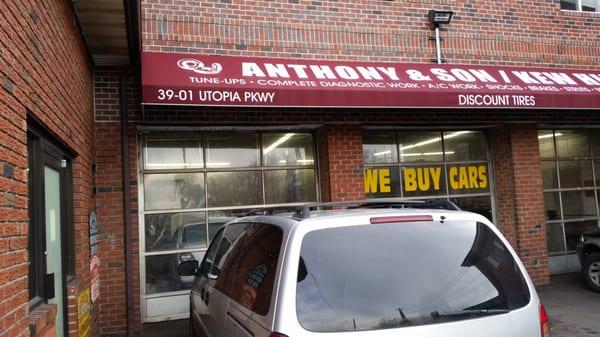 ANTHONY & SON / KEN
TUNE-UPS • COMPLETE DIAGNOSTIC WORK • A/C WORK • SHOCKS • BRAKES • STRUTS
39-01 UTOPIA PKWY DISCOUNT TIRES
WE BUY CARS